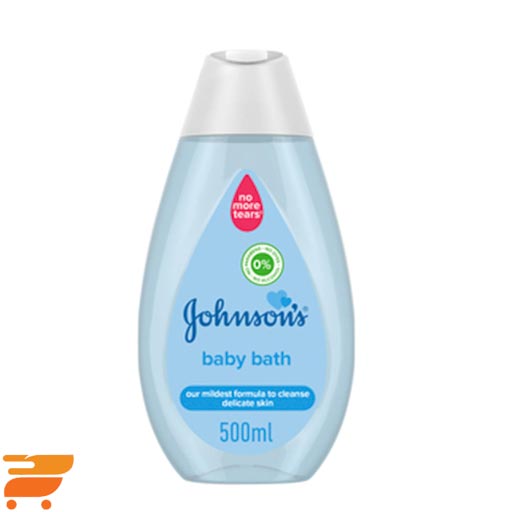 no
more
tears®
0%
Johnson's®
baby bath
our mildest formula to cleanse
delicate skin
500ml